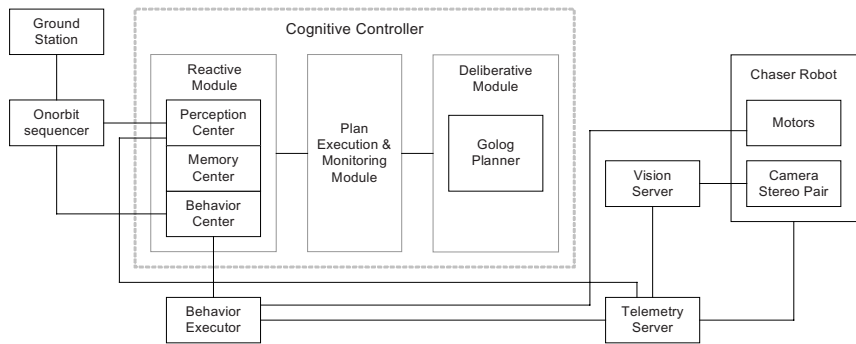 Ground
Station
Cognitive Controller
Reactive
Module
Deliberative
Module
Chaser Robot
Onorbit
sequencer
Perception
Center
Memory
Center
Behavior
Center
Plan
Execution &
Monitoring
Module
Golog
Planner
Motors
Vision
Server
Camera
Stereo Pair
Behavior
Executor
Telemetry
Server